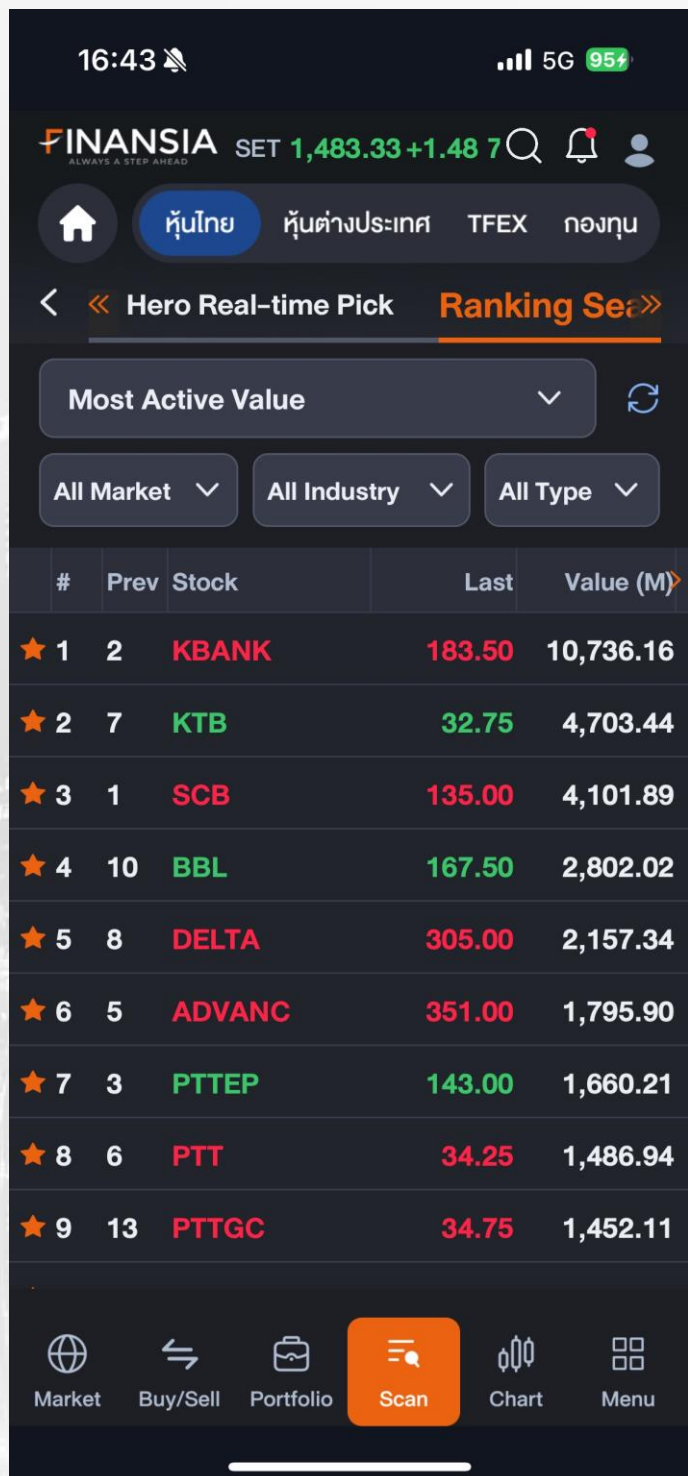 16:43 5G 95
FINANSIA SET 1,483.33 +1.48 7
ALWAYS A STEP AHEAD
หุ้นไทย หุ้นต่างประเทศ TFEX กองทุน
Hero Real-time Pick Ranking Sea
Most Active Value
All Market All Industry All Type
# Prev Stock Last Value (M)
1 2 KBANK 183.50 10,736.16
2 7 KTB 32.75 4,703.44
3 1 SCB 135.00 4,101.89
4 10 BBL 167.50 2,802.02
5 8 DELTA 305.00 2,157.34
6 5 ADVANC 351.00 1,795.90
7 3 PTTEP 143.00 1,660.21
8 6 PTT 34.25 1,486.94
9 13 PTTGC 34.75 1,452.11
Market Buy/Sell Portfolio Scan Chart Menu